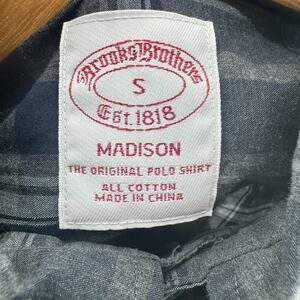 Brooks Brothers
S
Est. 1818
MADISON
THE ORIGINAL POLO SHIRT
ALL COTTON
MADE IN CHINA